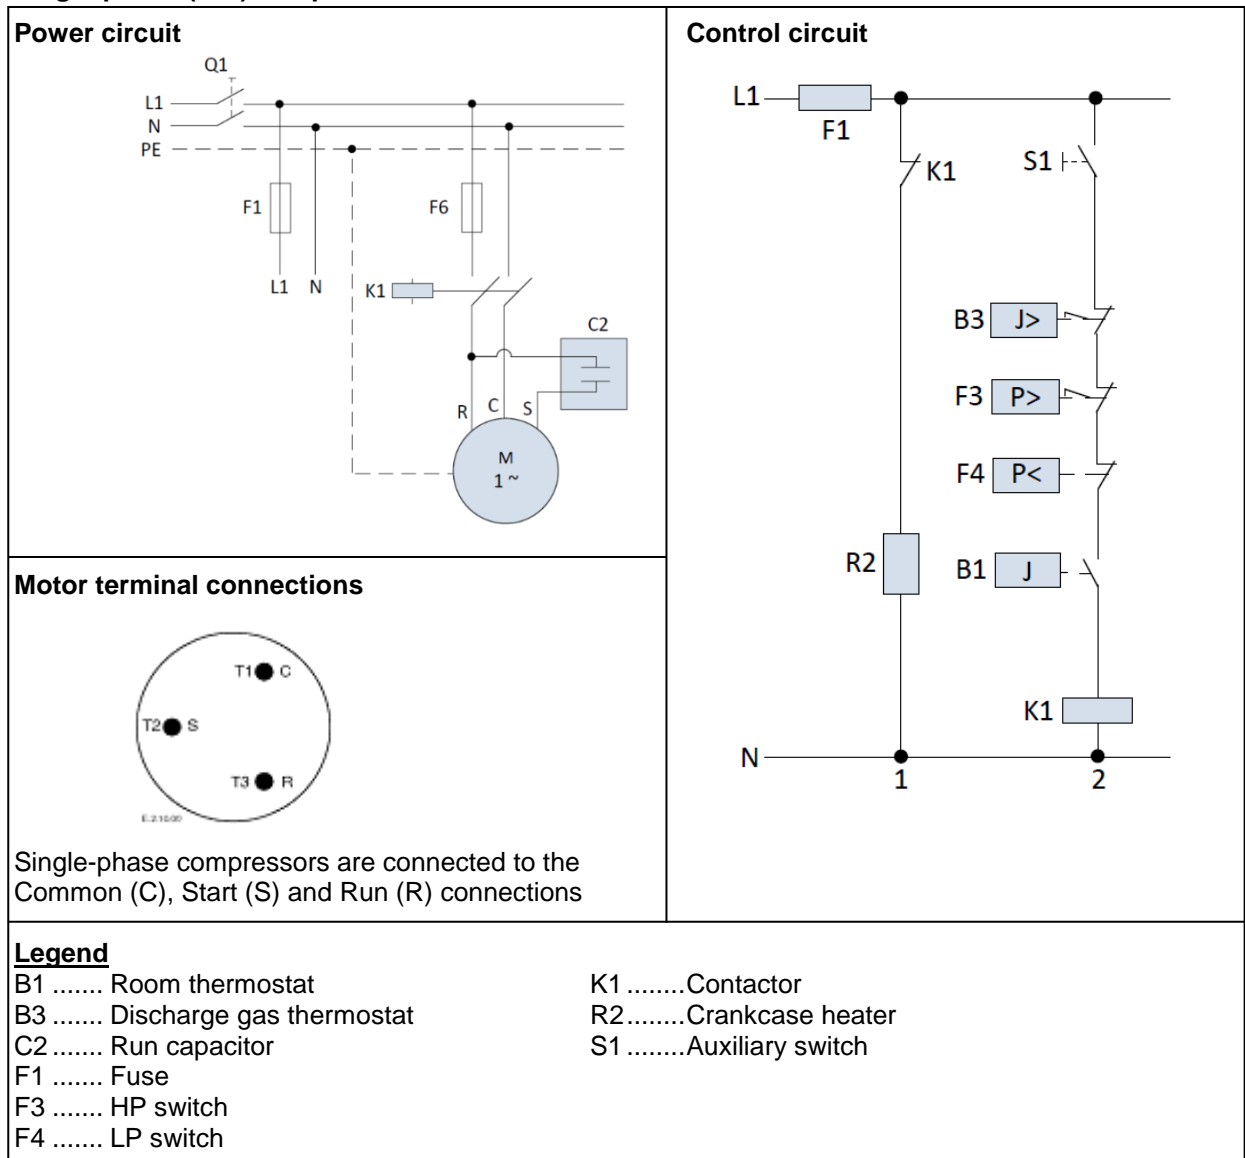 Power circuit
Q1
L1
N
PE
F1
F6
L1 N
K1
C2
R C S
M
1 ~
Control circuit
L1
F1
K1
S1
B3 J>
F3 P>
F4 P<
R2
B1 J
K1
N
1 2
Motor terminal connections
T1 C
T2 S
T3 R
Single-phase compressors are connected to the
Common (C), Start (S) and Run (R) connections
Legend
B1 ....... Room thermostat
B3 ....... Discharge gas thermostat
C2 ....... Run capacitor
F1 ....... Fuse
F3 ....... HP switch
F4 ....... LP switch
K1 ........Contactor
R2........Crankcase heater
S1 ........Auxiliary switch